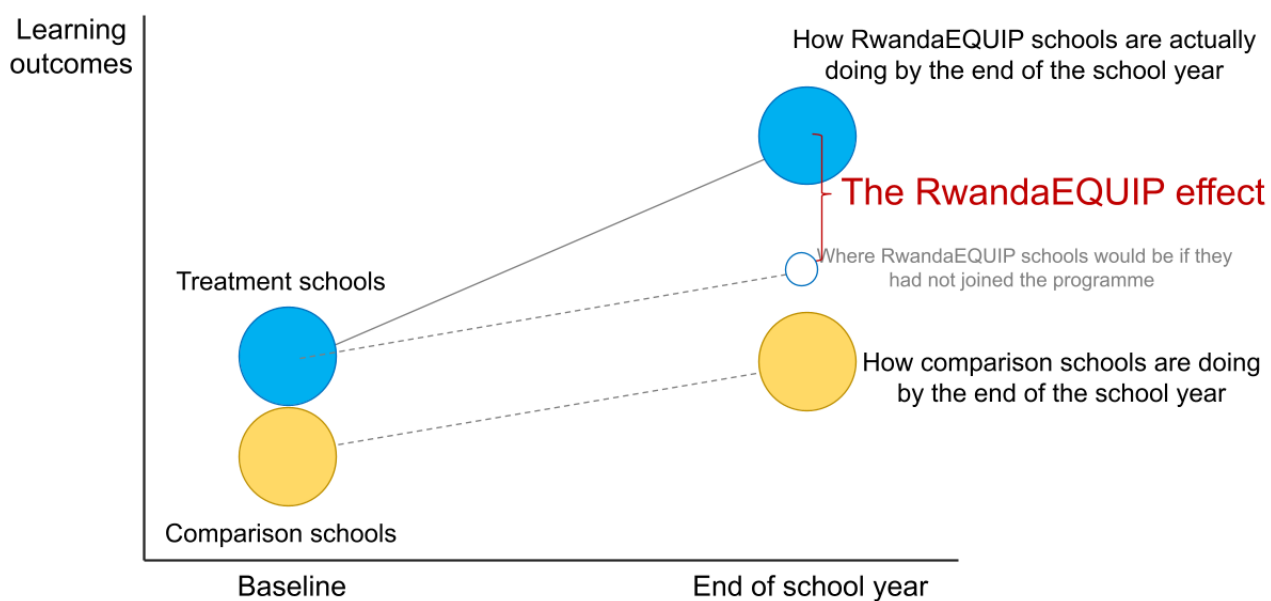 Learning
outcomes
How RwandaEQUIP schools are actually
doing by the end of the school year
The RwandaEQUIP effect
Where RwandaEQUIP schools would be if they
had not joined the programme
Treatment schools
How comparison schools are doing
by the end of the school year
Comparison schools
Baseline
End of school year